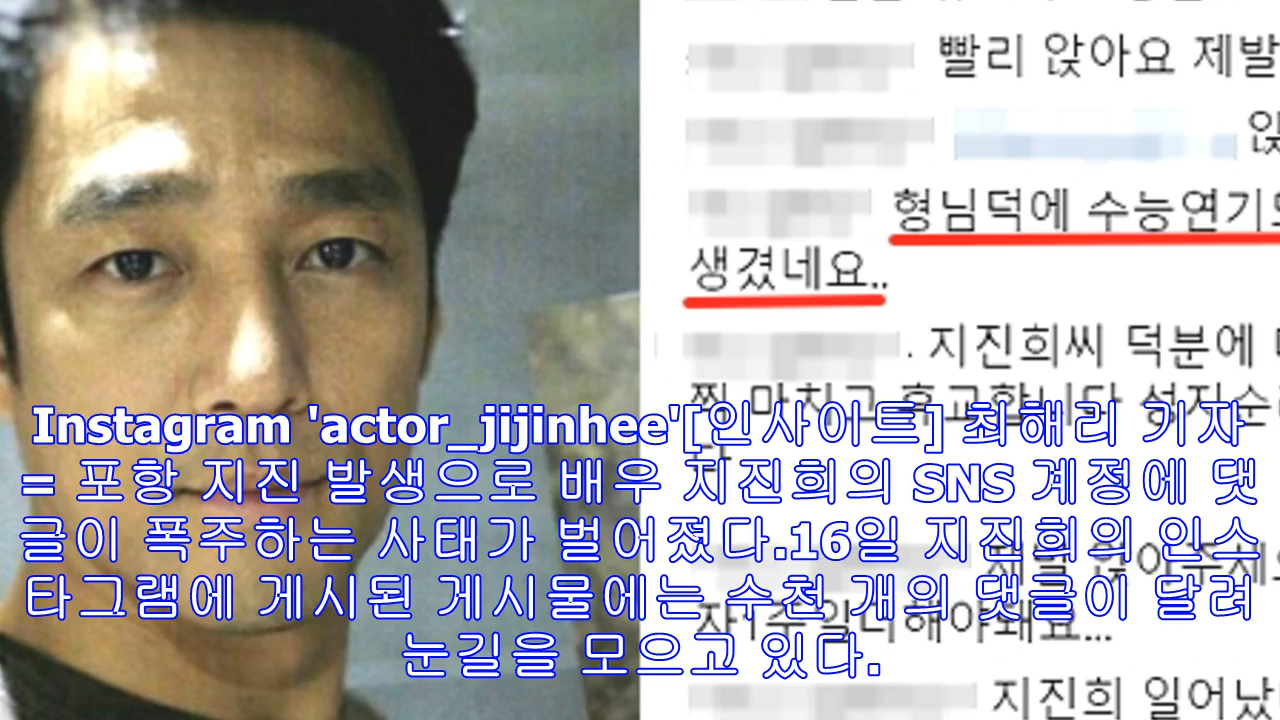 빨리 앉아요 제발
앉
형님덕에 수능연기
생겼네요..
. 지진희씨 덕분에
Instagram 'actor_jijinhee'[인사이트] 최해리 기자
= 포항 지진 발생으로 배우 지진희의 SNS 계정에 댓
글이 폭주하는 사태가 벌어졌다.16일 지진희의 인스
타그램에 게시된 게시물에는 수천 개의 댓글이 달려
눈길을 모으고 있다.
지진희 일어났